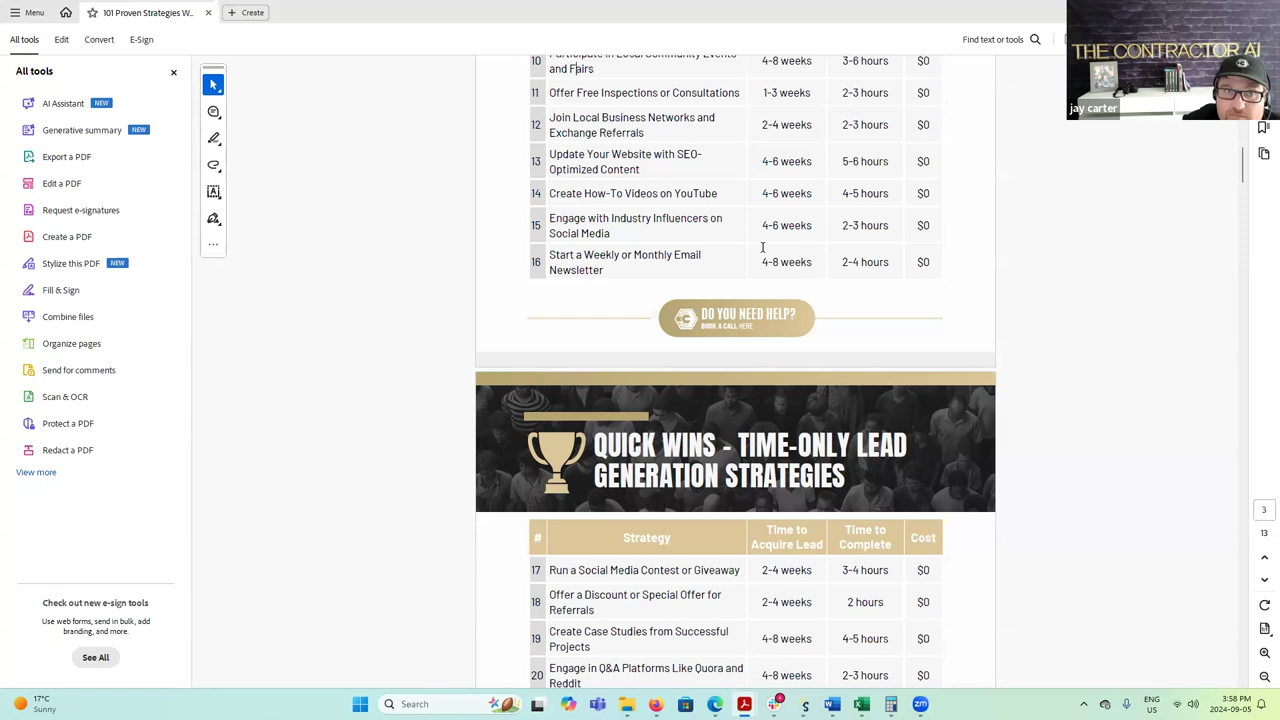 Menu
101 Proven Strategies W...
Create
All tools
Edit
Convert
E-Sign
Find text or tools
All tools
AI Assistant NEW
Generative summary NEW
Export a PDF
Edit a PDF
Request e-signatures
Create a PDF
Stylize this PDF NEW
Fill & Sign
Combine files
Organize pages
Send for comments
Scan & OCR
Protect a PDF
Redact a PDF
View more
Check out new e-sign tools
Use web forms, send in bulk, add
branding, and more.
See All
10 Participate in Local Community Events
and Fairs 4-8 weeks 3-6 hours $0
11 Offer Free Inspections or Consultations 1-3 weeks 2-3 hours $0
12 Join Local Business Networks and
Exchange Referrals 2-4 weeks 2-3 hours $0
13 Update Your Website with SEO-
Optimized Content 4-6 weeks 5-6 hours $0
14 Create How-To Videos on YouTube 4-6 weeks 4-5 hours $0
15 Engage with Industry Influencers on
Social Media 4-6 weeks 2-3 hours $0
16 Start a Weekly or Monthly Email
Newsletter 4-8 weeks 2-4 hours $0
DO YOU NEED HELP?
BOOK A CALL HERE
QUICK WINS - TIME-ONLY LEAD
GENERATION STRATEGIES
# Strategy Time to
Acquire Lead Time to
Complete Cost
17 Run a Social Media Contest or Giveaway 2-4 weeks 3-4 hours $0
18 Offer a Discount or Special Offer for
Referrals 2-4 weeks 2 hours $0
19 Create Case Studies from Successful
Projects 4-8 weeks 4-5 hours $0
20 Engage in Q&A Platforms Like Quora and
Reddit 4-8 weeks 2-3 hours $0
THE CONTRACTOR AI
jay carter
3
13
17°C
Sunny
Search
ENG
US
3:58 PM
2024-09-05